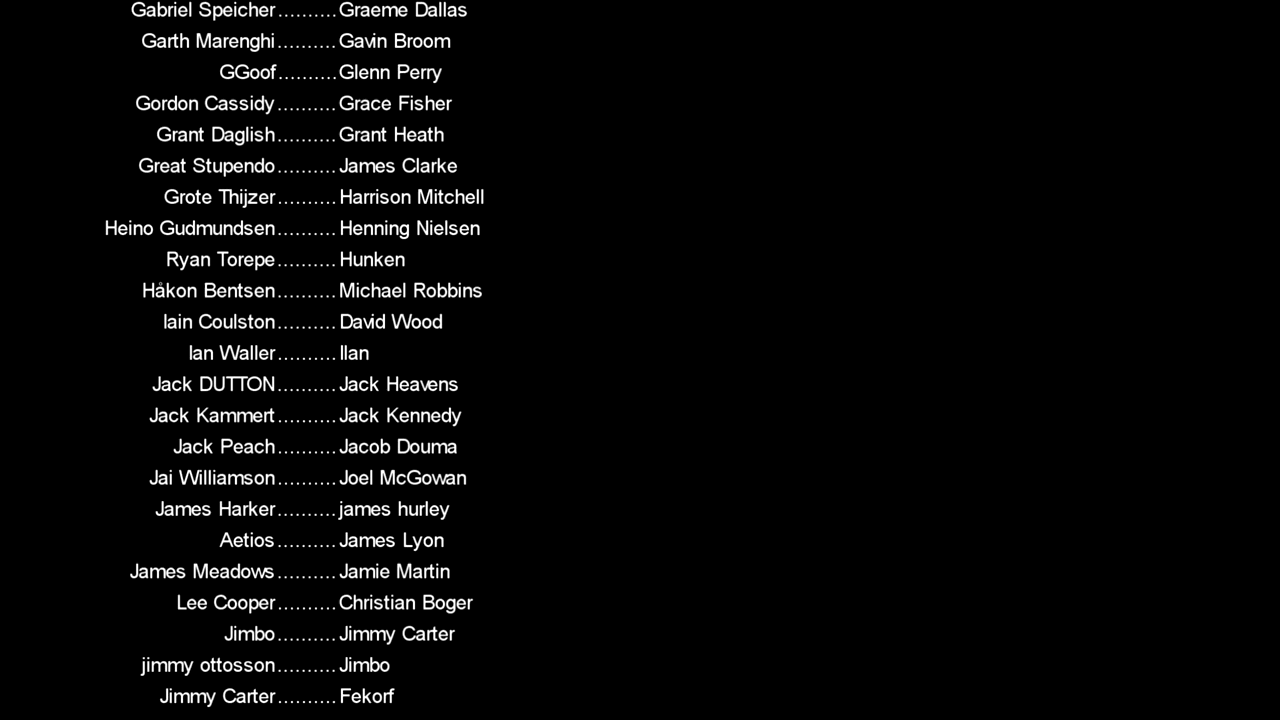 Gabriel Speicher..........Graeme Dallas
Garth Marenghi..........Gavin Broom
GGoof..........Glenn Perry
Gordon Cassidy..........Grace Fisher
Grant Daglish..........Grant Heath
Great Stupendo..........James Clarke
Grote Thijzer..........Harrison Mitchell
Heino Gudmundsen..........Henning Nielsen
Ryan Torepe..........Hunken
Håkon Bentsen..........Michael Robbins
Iain Coulston..........David Wood
Ian Waller..........Ilan
Jack DUTTON..........Jack Heavens
Jack Kammert..........Jack Kennedy
Jack Peach..........Jacob Douma
Jai Williamson..........Joel McGowan
James Harker..........james hurley
Aetios..........James Lyon
James Meadows..........Jamie Martin
Lee Cooper..........Christian Boger
Jimbo..........Jimmy Carter
jimmy ottosson..........Jimbo
Jimmy Carter..........Fekorf